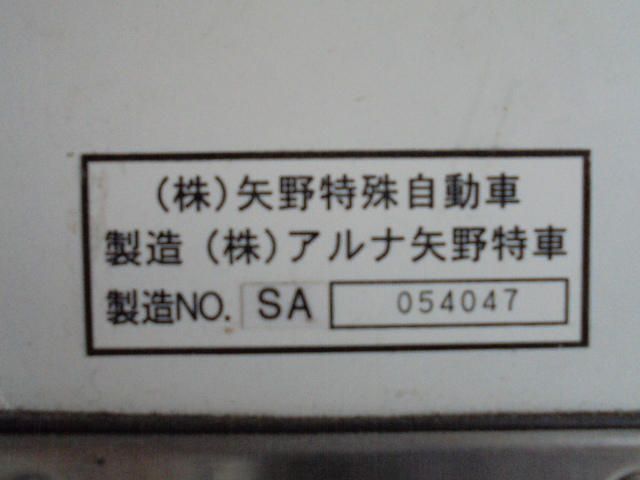 (株)矢野特殊自動車
製造 (株)アルナ矢野特車
製造NO. SA 054047